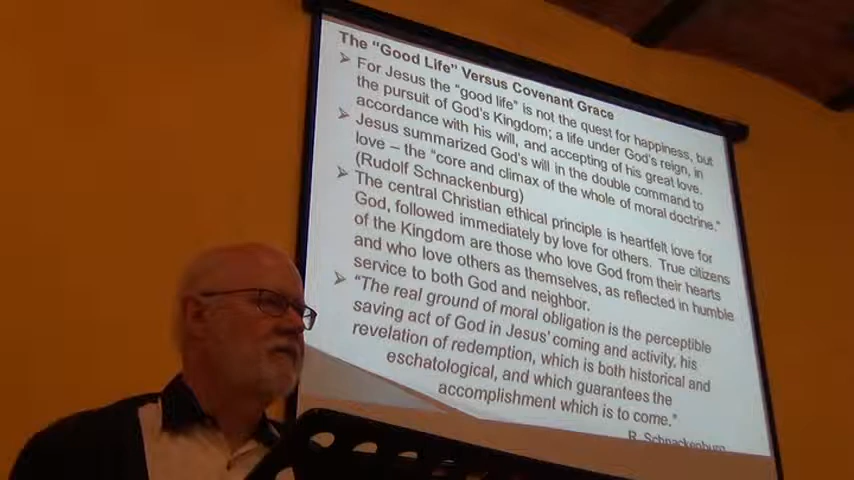 The "Good Life" Versus Covenant Grace
➢ For Jesus the "good life" is not the quest for happiness, but
the pursuit of God's Kingdom; a life under God's reign, in
accordance with his will, and accepting of his great love.
➢ Jesus summarized God's will in the double command to
love – the "core and climax of the whole of moral doctrine."
(Rudolf Schnackenburg)
➢ The central Christian ethical principle is heartfelt love for
God, followed immediately by love for others. True citizens
of the Kingdom are those who love God from their hearts
and who love others as themselves, as reflected in humble
service to both God and neighbor.
➢ "The real ground of moral obligation is the perceptible
saving act of God in Jesus' coming and activity, his
revelation of redemption, which is both historical and
eschatological, and which guarantees the
accomplishment which is to come."
R. Schnackenburg